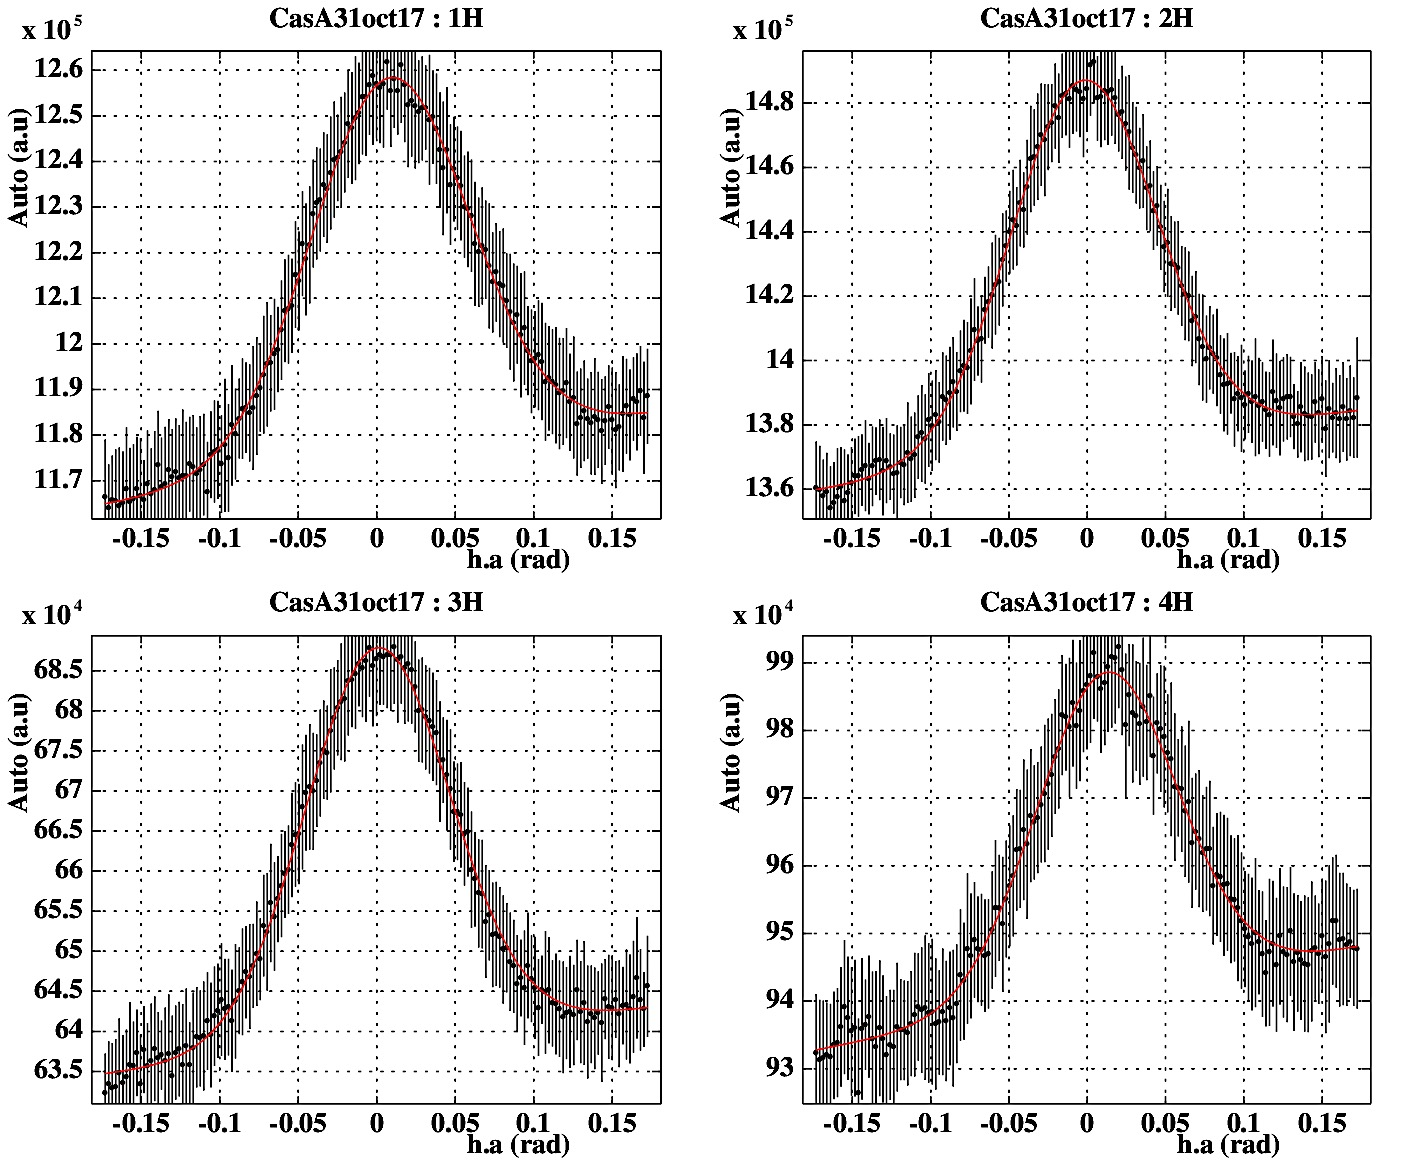 CasA31oct17 : 1H
x 10^5
Auto (a.u)
12.6
12.5
12.4
12.3
12.2
12.1
12
11.9
11.8
11.7
-0.15 -0.1 -0.05 0 0.05 0.1 0.15
h.a (rad)
CasA31oct17 : 2H
x 10^5
Auto (a.u)
14.8
14.6
14.4
14.2
14
13.8
13.6
-0.15 -0.1 -0.05 0 0.05 0.1 0.15
h.a (rad)
CasA31oct17 : 3H
x 10^4
Auto (a.u)
68.5
68
67.5
67
66.5
66
65.5
65
64.5
64
63.5
-0.15 -0.1 -0.05 0 0.05 0.1 0.15
h.a (rad)
CasA31oct17 : 4H
x 10^4
Auto (a.u)
99
98
97
96
95
94
93
-0.15 -0.1 -0.05 0 0.05 0.1 0.15
h.a (rad)